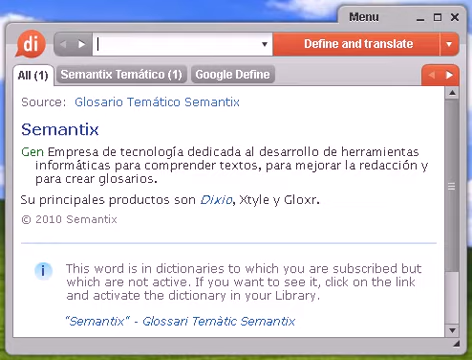 Menu
di
Define and translate
All (1)
Semantix Temático (1)
Google Define
Source: Glosario Temático Semantix
Semantix
Gen Empresa de tecnología dedicada al desarrollo de herramientas
informáticas para comprender textos, para mejorar la redacción y
para crear glosarios.
Su principales productos son Dixio, Xtyle y Gloxr.
© 2010 Semantix
i
This word is in dictionaries to which you are subscribed but
which are not active. If you want to see it, click on the link
and activate the dictionary in your Library.
"Semantix" - Glossari Temàtic Semantix